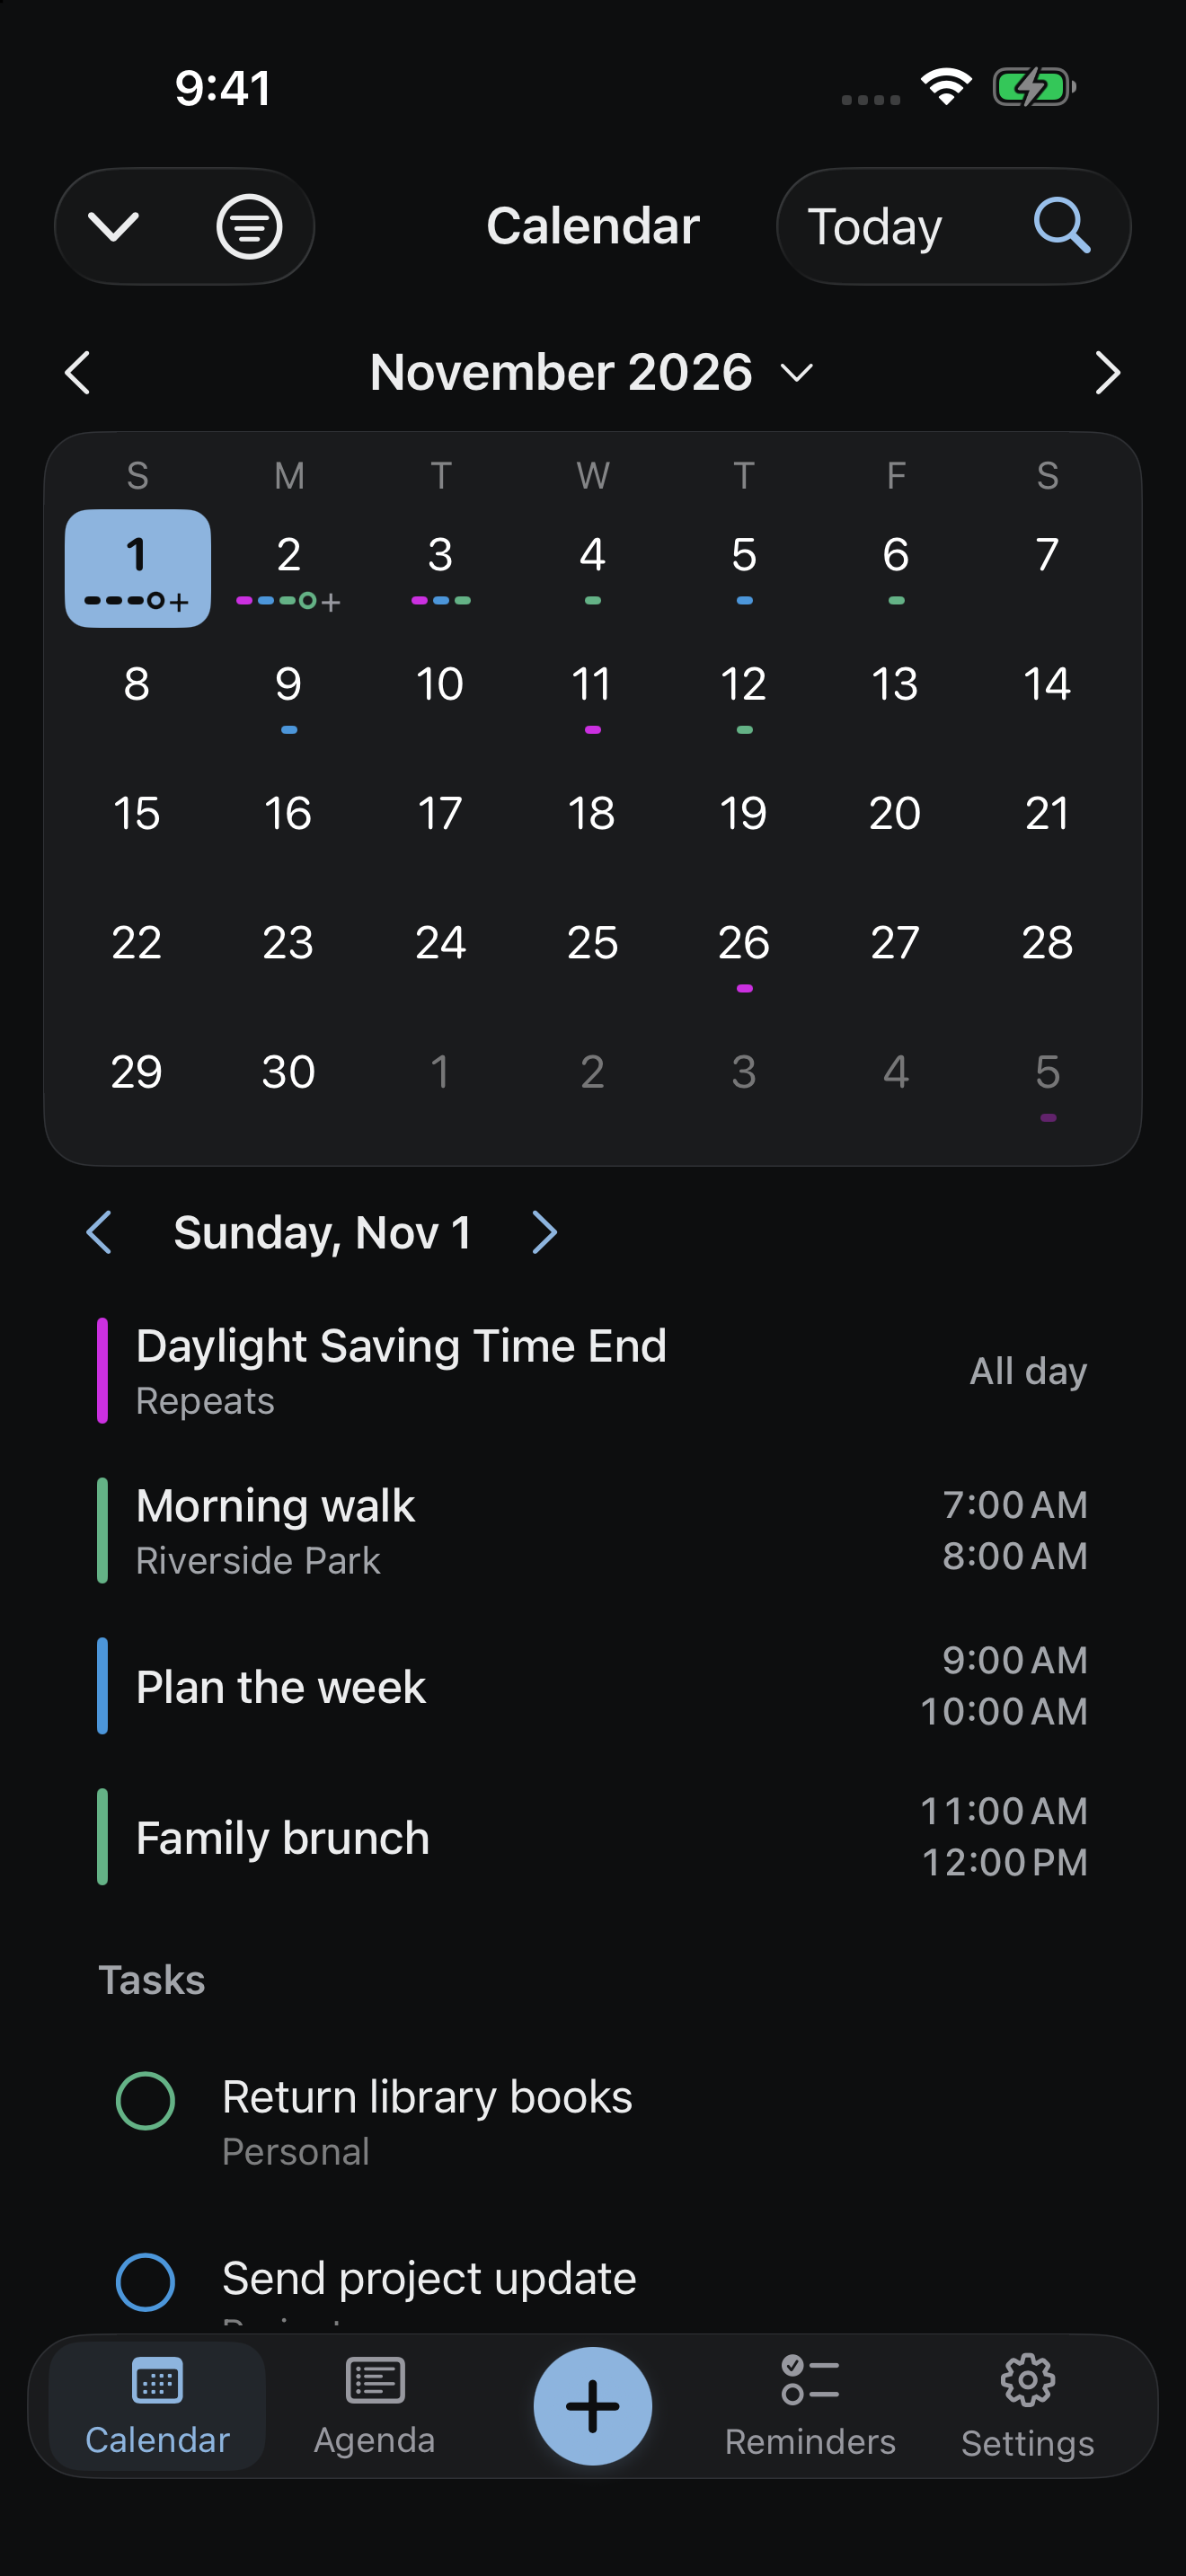 9:41
Calendar
Today
November 2026
S M T W T F S
1 2 3 4 5 6 7
+ +
8 9 10 11 12 13 14
15 16 17 18 19 20 21
22 23 24 25 26 27 28
29 30 1 2 3 4 5
Sunday, Nov 1
Daylight Saving Time End
Repeats
All day
Morning walk
Riverside Park
7:00 AM
8:00 AM
Plan the week
9:00 AM
10:00 AM
Family brunch
11:00 AM
12:00 PM
Tasks
Return library books
Personal
Send project update
Calendar
Agenda
Reminders
Settings